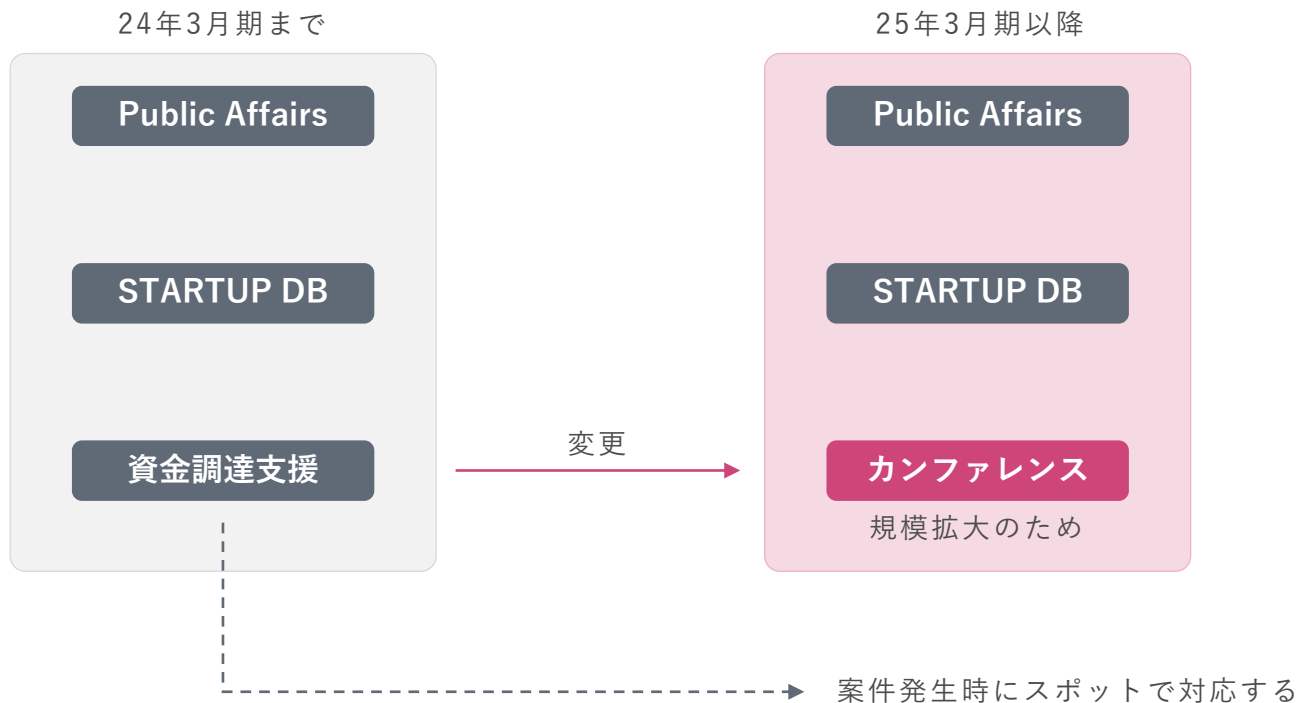 24年3月期まで
Public Affairs
STARTUP DB
資金調達支援
変更
25年3月期以降
Public Affairs
STARTUP DB
カンファレンス
規模拡大のため
案件発生時にスポットで対応する